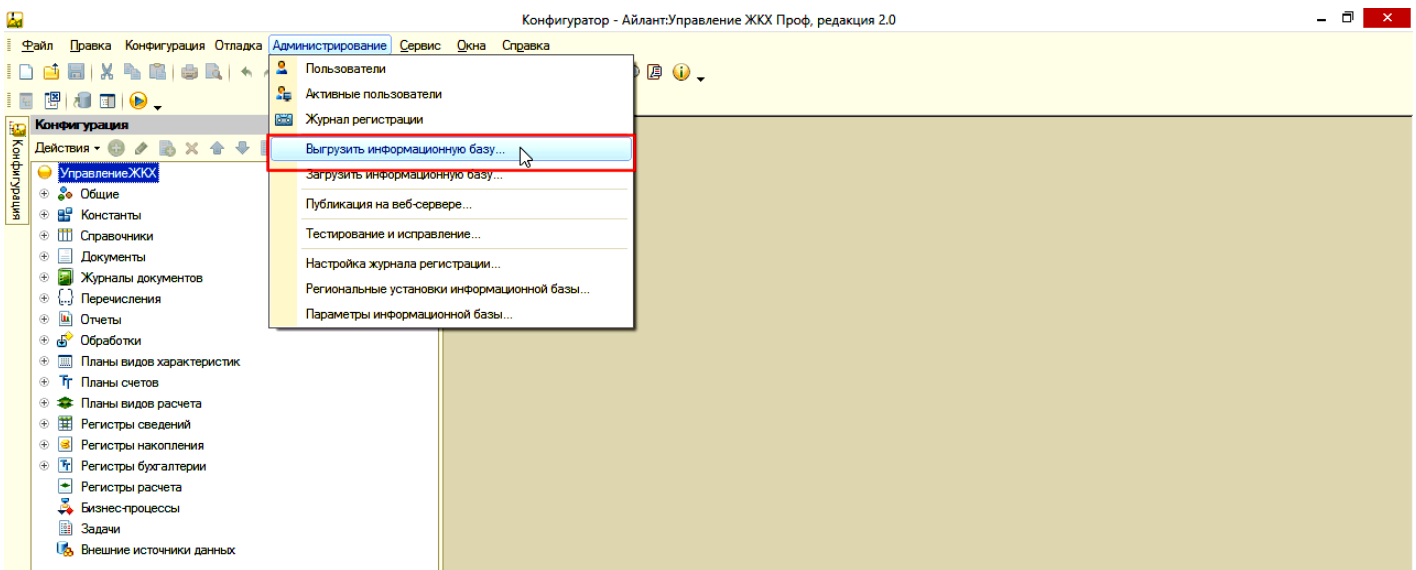 Конфигуратор - Айлант:Управление ЖКХ Проф, редакция 2.0
Файл Правка Конфигурация Отладка Администрирование Сервис Окна Справка
Пользователи
Активные пользователи
Журнал регистрации
Выгрузить информационную базу...
Загрузить информационную базу...
Публикация на веб-сервере...
Тестирование и исправление...
Настройка журнала регистрации...
Региональные установки информационной базы...
Параметры информационной базы...
Конфигурация
Конфигурация
Действия
УправлениеЖКХ
Общие
Константы
Справочники
Документы
Журналы документов
Перечисления
Отчеты
Обработки
Планы видов характеристик
Планы счетов
Планы видов расчета
Регистры сведений
Регистры накопления
Регистры бухгалтерии
Регистры расчета
Бизнес-процессы
Задачи
Внешние источники данных